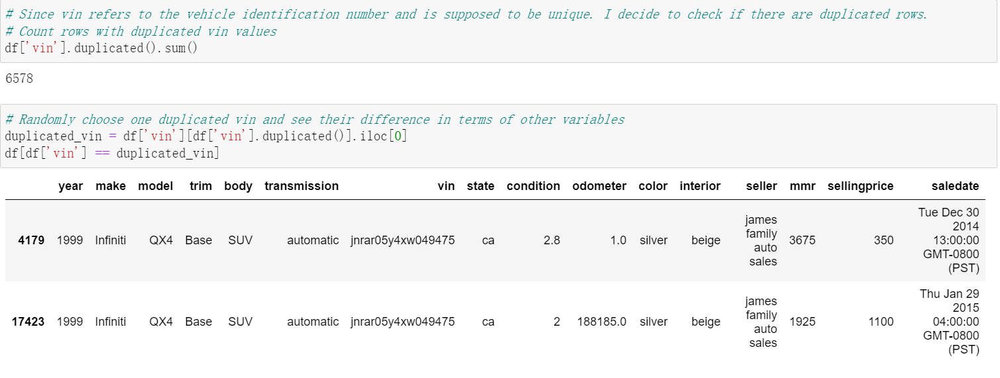 # Since vin refers to the vehicle identification number and is supposed to be unique. I decide to check if there are duplicated rows.
# Count rows with duplicated vin values
df['vin'].duplicated().sum()
6578
# Randomly choose one duplicated vin and see their difference in terms of other variables
duplicated_vin = df['vin'][df['vin'].duplicated()].iloc[0]
df[df['vin'] == duplicated_vin]
year make model trim body transmission vin state condition odometer color interior seller mmr sellingprice saledate
4179 1999 Infiniti QX4 Base SUV automatic jnrar05y4xw049475 ca 2.8 1.0 silver beige james family auto sales 3675 350 Tue Dec 30 2014 13:00:00 GMT-0800 (PST)
17423 1999 Infiniti QX4 Base SUV automatic jnrar05y4xw049475 ca 2 188185.0 silver beige james family auto sales 1925 1100 Thu Jan 29 2015 04:00:00 GMT-0800 (PST)